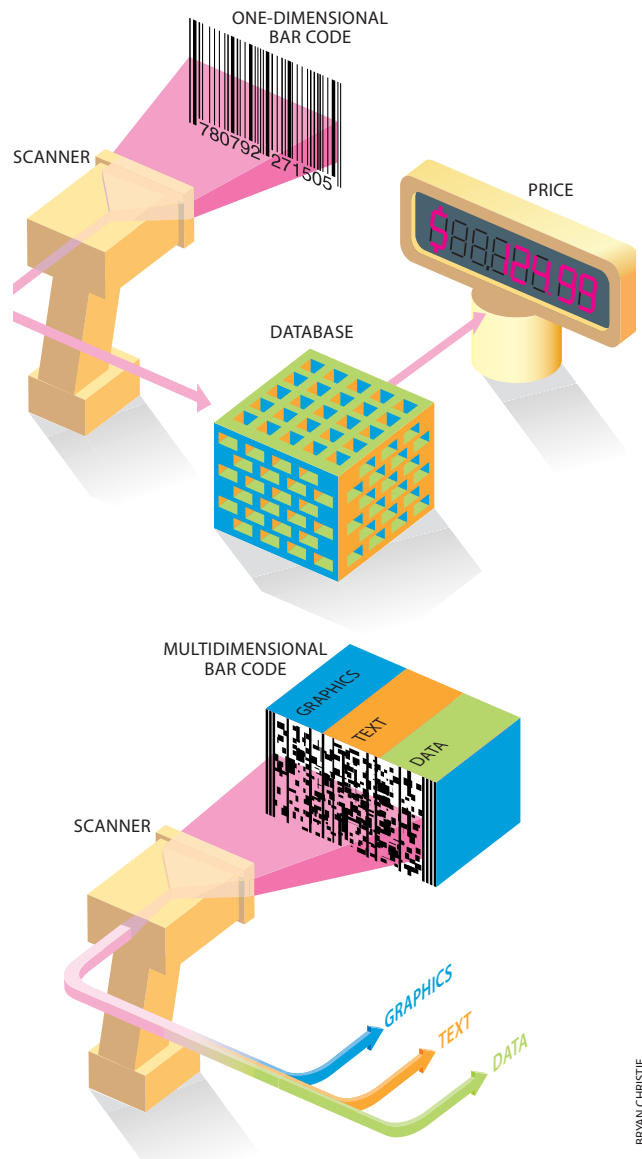 ONE-DIMENSIONAL
BAR CODE
780792 271505
SCANNER
PRICE
$ 124.99
DATABASE
MULTIDIMENSIONAL
BAR CODE
GRAPHICS
TEXT
DATA
SCANNER
GRAPHICS
TEXT
DATA
BRYAN CHRISTIE